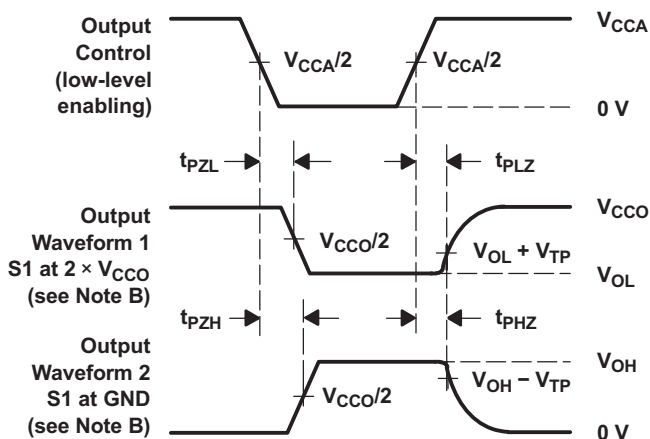 Output
Control
(low-level
enabling)
V_CCA/2
V_CCA/2
V_CCA
0 V
t_PZL
t_PLZ
Output
Waveform 1
S1 at 2 × V_CCO
(see Note B)
V_CCO/2
V_CCO
V_OL + V_TP
V_OL
t_PZH
t_PHZ
Output
Waveform 2
S1 at GND
(see Note B)
V_CCO/2
V_OH
V_OH − V_TP
0 V